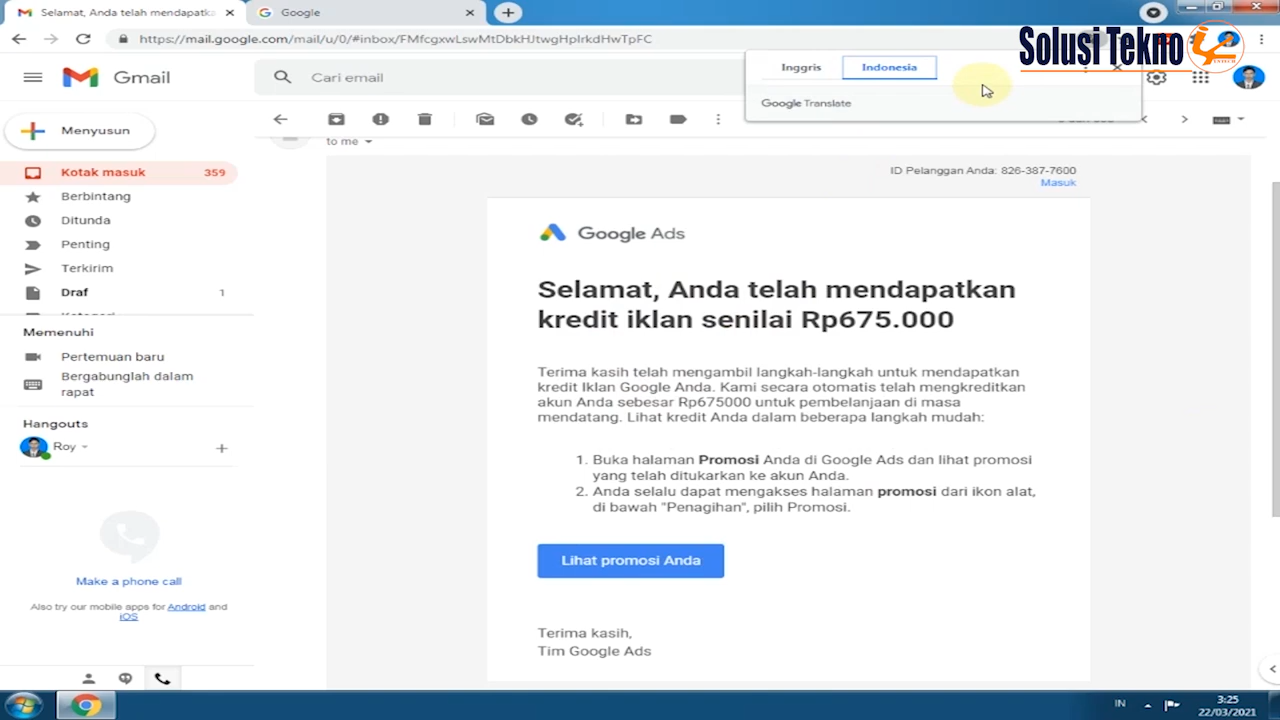 Selamat, Anda telah mendapatka
Google
https://mail.google.com/mail/u/0/#inbox/FMfcgxwLswMtDbkHJtwgHplrkdHwTpFC
Solusi Tekno
Gmail
Cari email
Inggris
Indonesia
Google Translate
Menyusun
to me
Kotak masuk 359
Berbintang
Ditunda
Penting
Terkirim
Draf 1
Memenuhi
Pertemuan baru
Bergabunglah dalam
rapat
Hangouts
Roy
Make a phone call
Also try our mobile apps for Android and
iOS
ID Pelanggan Anda: 826-387-7600
Masuk
Google Ads
Selamat, Anda telah mendapatkan
kredit iklan senilai Rp675.000
Terima kasih telah mengambil langkah-langkah untuk mendapatkan
kredit Iklan Google Anda. Kami secara otomatis telah mengkreditkan
akun Anda sebesar Rp675000 untuk pembelanjaan di masa
mendatang. Lihat kredit Anda dalam beberapa langkah mudah:
1. Buka halaman Promosi Anda di Google Ads dan lihat promosi
yang telah ditukarkan ke akun Anda.
2. Anda selalu dapat mengakses halaman promosi dari ikon alat,
di bawah "Penagihan", pilih Promosi.
Lihat promosi Anda
Terima kasih,
Tim Google Ads
IN
3:25
22/03/2021